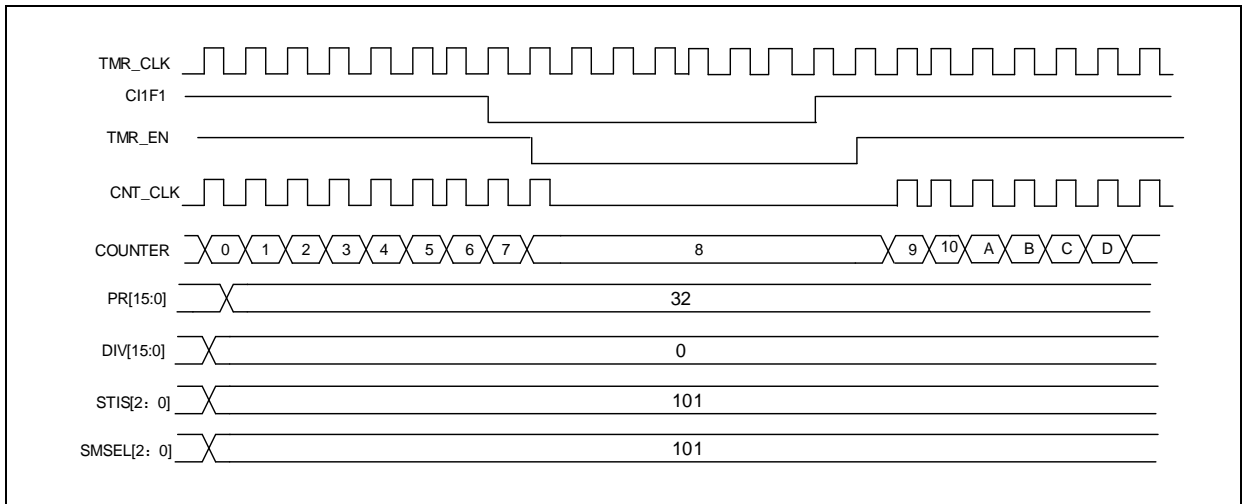 TMR_CLK
CI1F1
TMR_EN
CNT_CLK
COUNTER 0 1 2 3 4 5 6 7 8 9 10 A B C D
PR[15:0] 32
DIV[15:0] 0
STIS[2：0] 101
SMSEL[2：0] 101